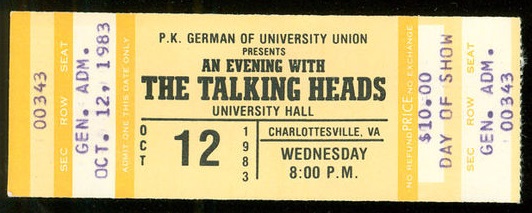 SEC ROW SEAT
00343
GEN. ADM.
OCT. 12, 1983
ADMIT ONE THIS DATE ONLY
P.K. GERMAN OF UNIVERSITY UNION
PRESENTS
AN EVENING WITH
THE TALKING HEADS
UNIVERSITY HALL
OCT 12 1983
CHARLOTTESVILLE, VA
WEDNESDAY
8:00 P.M.
NO REFUND PRICE NO EXCHANGE
$10.00
DAY OF SHOW
GEN. ADM.
00343
SEC ROW SEAT